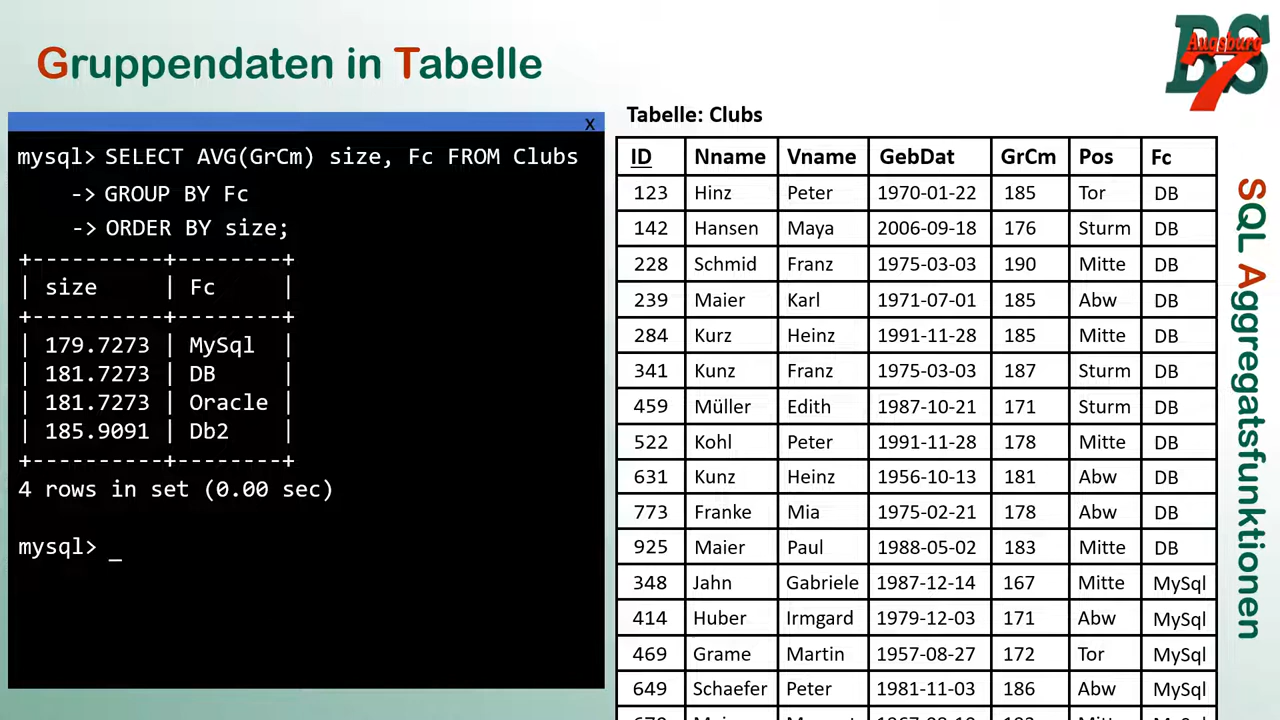 Gruppendaten in Tabelle
BS
Augsburg
7
x
mysql> SELECT AVG(GrCm) size, Fc FROM Clubs
-> GROUP BY Fc
-> ORDER BY size;
+----------+--------+
| size | Fc |
+----------+--------+
| 179.7273 | MySql |
| 181.7273 | DB |
| 181.7273 | Oracle |
| 185.9091 | Db2 |
+----------+--------+
4 rows in set (0.00 sec)
mysql> _
Tabelle: Clubs
ID Nname Vname GebDat GrCm Pos Fc
123 Hinz Peter 1970-01-22 185 Tor DB
142 Hansen Maya 2006-09-18 176 Sturm DB
228 Schmid Franz 1975-03-03 190 Mitte DB
239 Maier Karl 1971-07-01 185 Abw DB
284 Kurz Heinz 1991-11-28 185 Mitte DB
341 Kunz Franz 1975-03-03 187 Sturm DB
459 Müller Edith 1987-10-21 171 Sturm DB
522 Kohl Peter 1991-11-28 178 Mitte DB
631 Kunz Heinz 1956-10-13 181 Abw DB
773 Franke Mia 1975-02-21 178 Abw DB
925 Maier Paul 1988-05-02 183 Mitte DB
348 Jahn Gabriele 1987-12-14 167 Mitte MySql
414 Huber Irmgard 1979-12-03 171 Abw MySql
469 Grame Martin 1957-08-27 172 Tor MySql
649 Schaefer Peter 1981-11-03 186 Abw MySql
SQL Aggregatsfunktionen